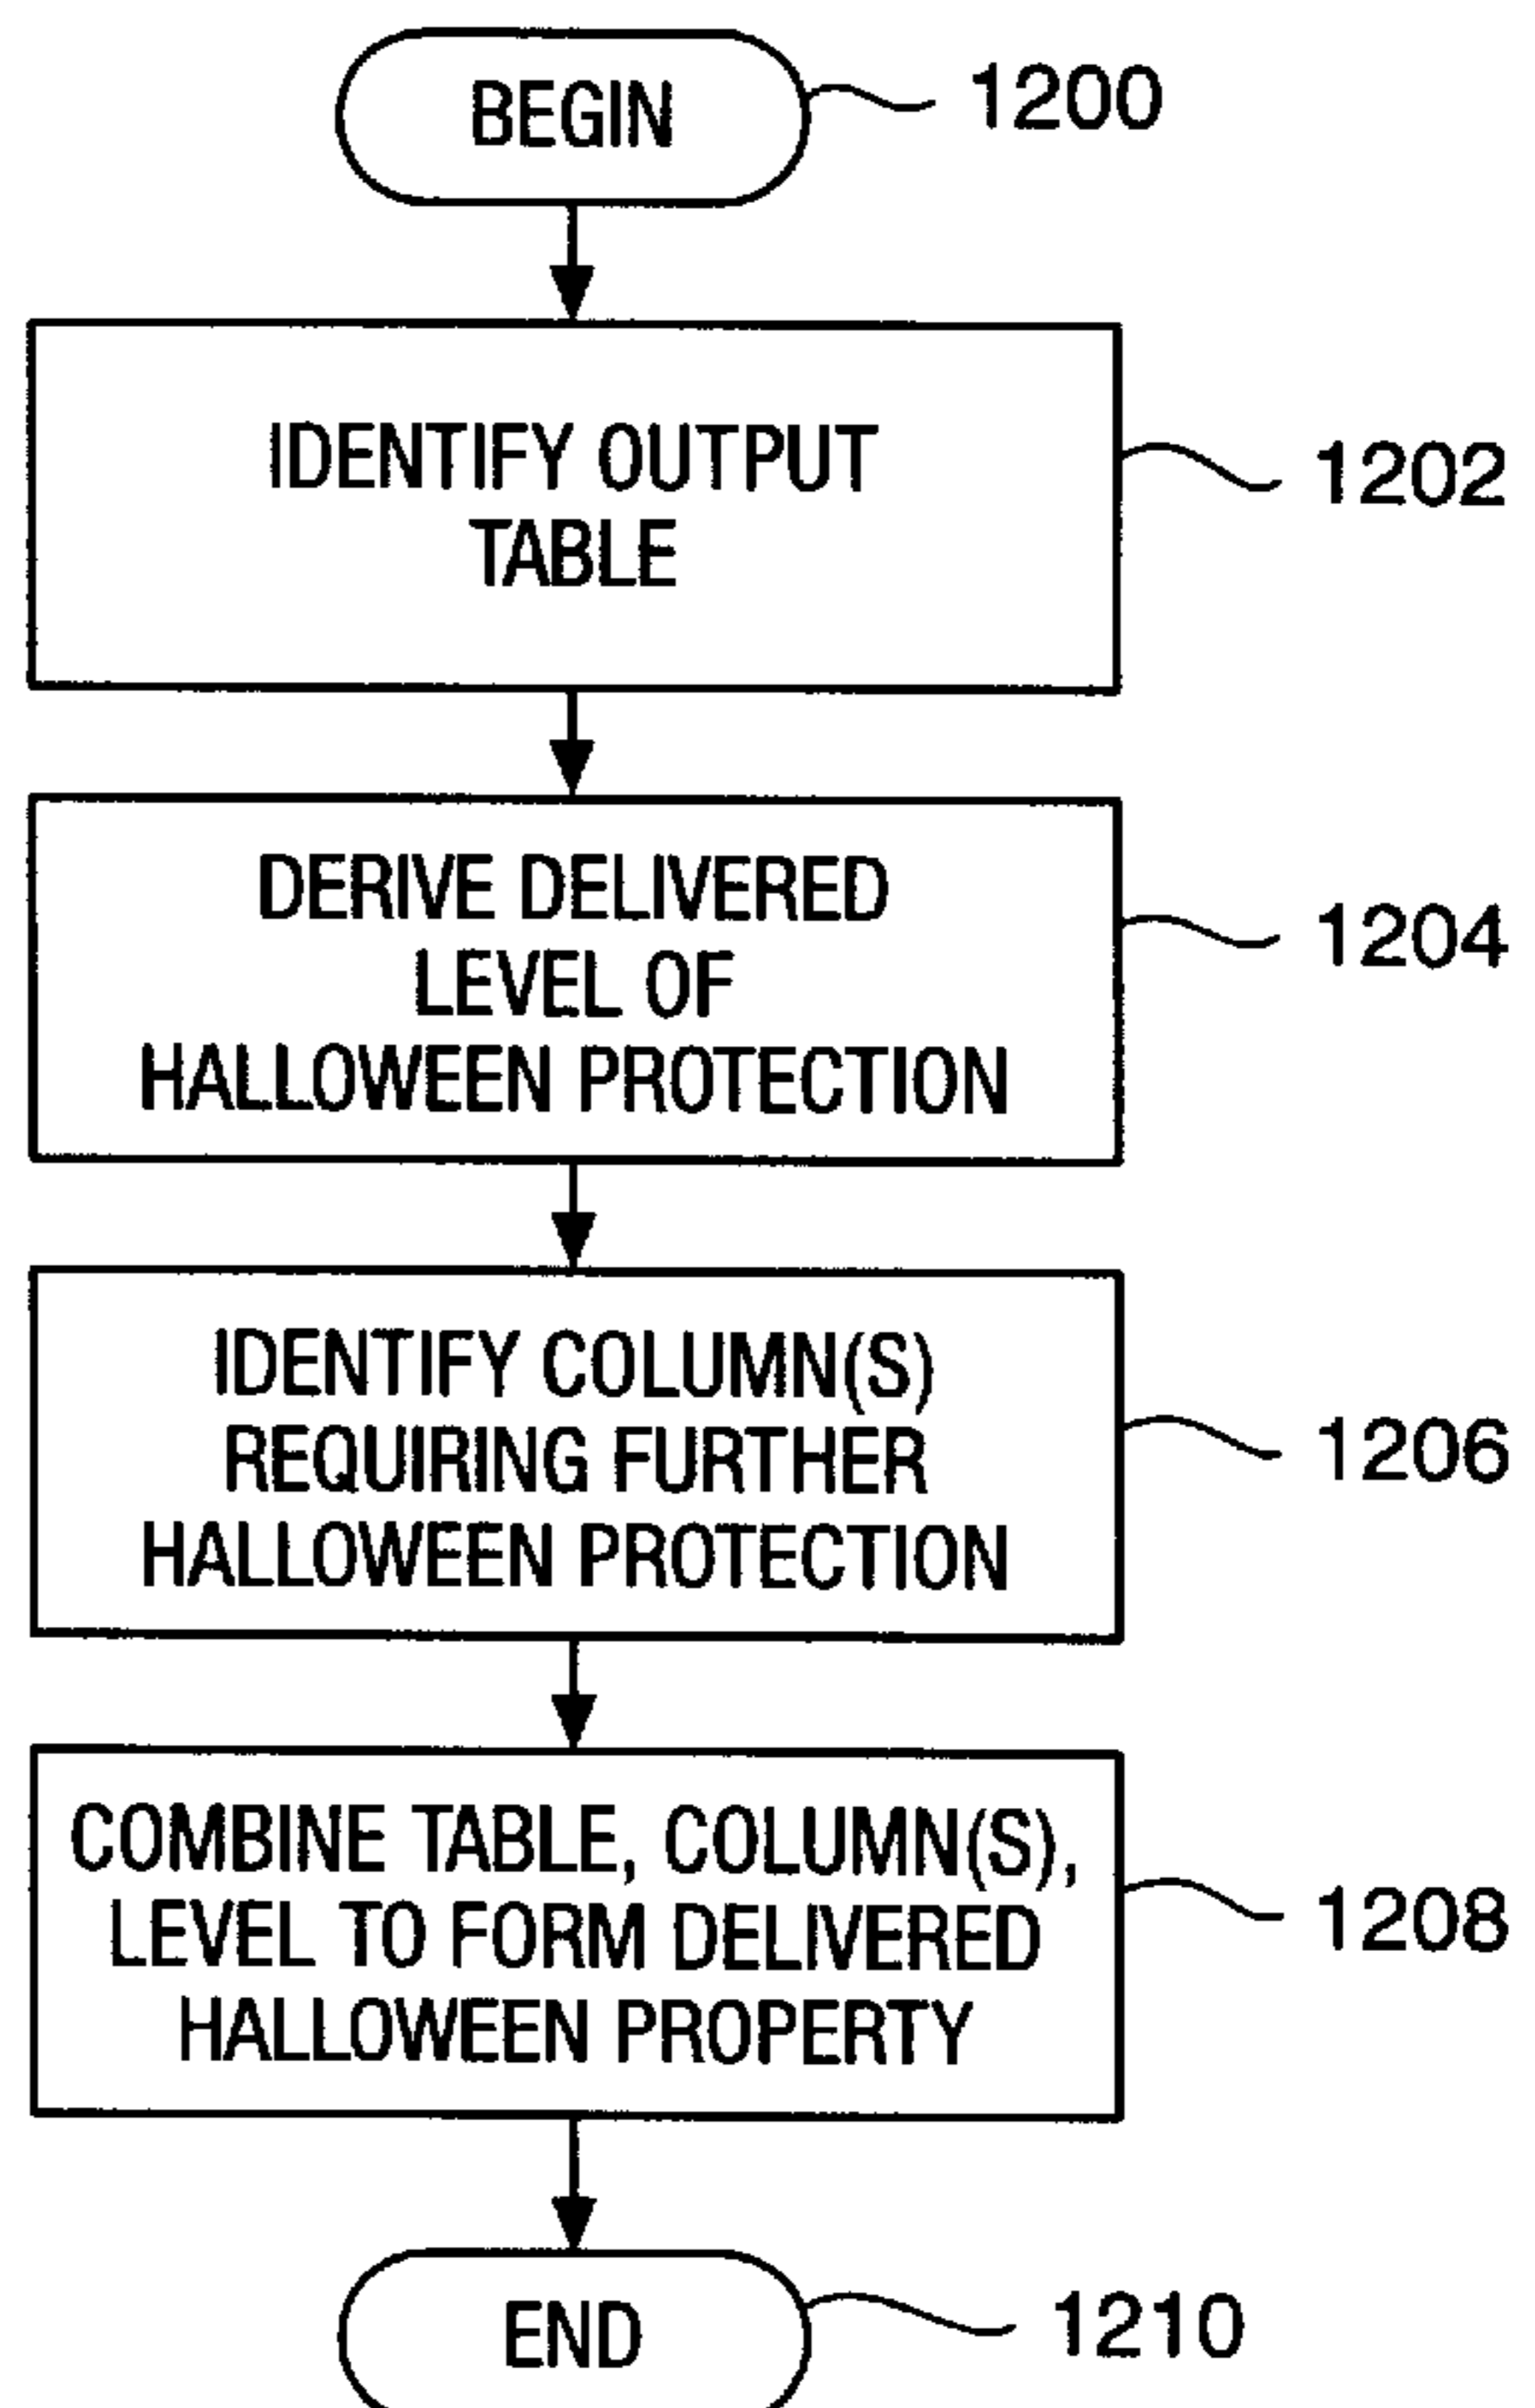 BEGIN
1200
IDENTIFY OUTPUT
TABLE
1202
DERIVE DELIVERED
LEVEL OF
HALLOWEEN PROTECTION
1204
IDENTIFY COLUMN(S)
REQUIRING FURTHER
HALLOWEEN PROTECTION
1206
COMBINE TABLE, COLUMN(S),
LEVEL TO FORM DELIVERED
HALLOWEEN PROPERTY
1208
END
1210